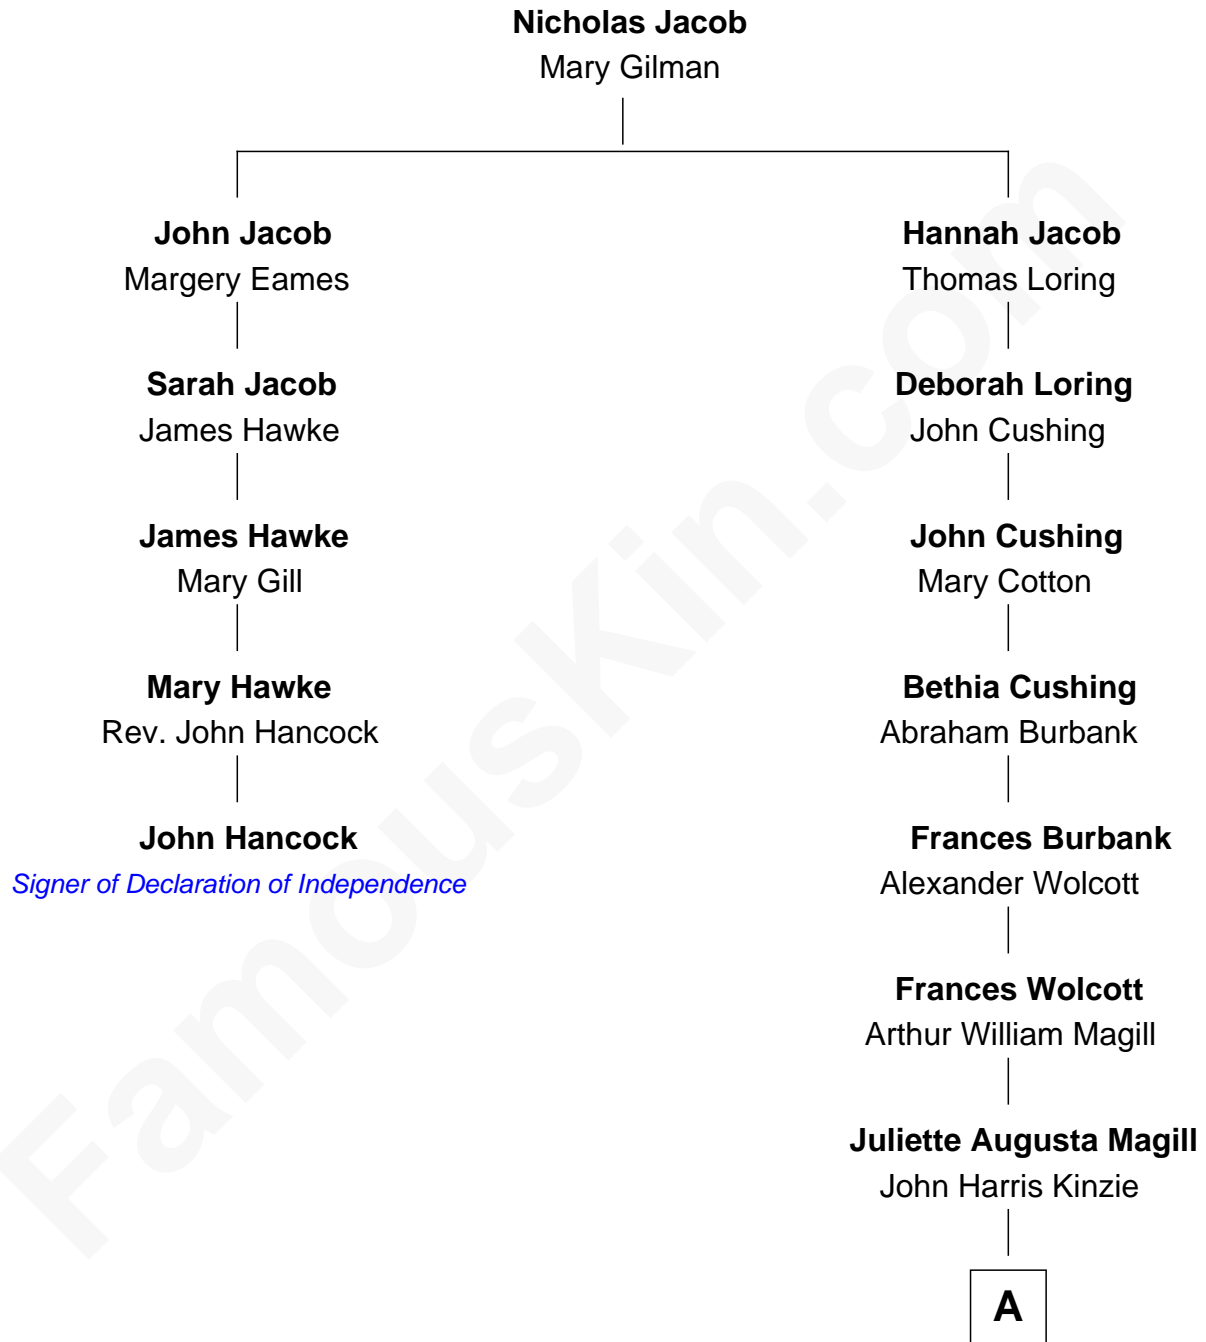 Nicholas Jacob
Mary Gilman
John Jacob
Margery Eames
Sarah Jacob
James Hawke
James Hawke
Mary Gill
Mary Hawke
Rev. John Hancock
John Hancock
Signer of Declaration of Independence
Hannah Jacob
Thomas Loring
Deborah Loring
John Cushing
John Cushing
Mary Cotton
Bethia Cushing
Abraham Burbank
Frances Burbank
Alexander Wolcott
Frances Wolcott
Arthur William Magill
Juliette Augusta Magill
John Harris Kinzie
A
FamousKin.com